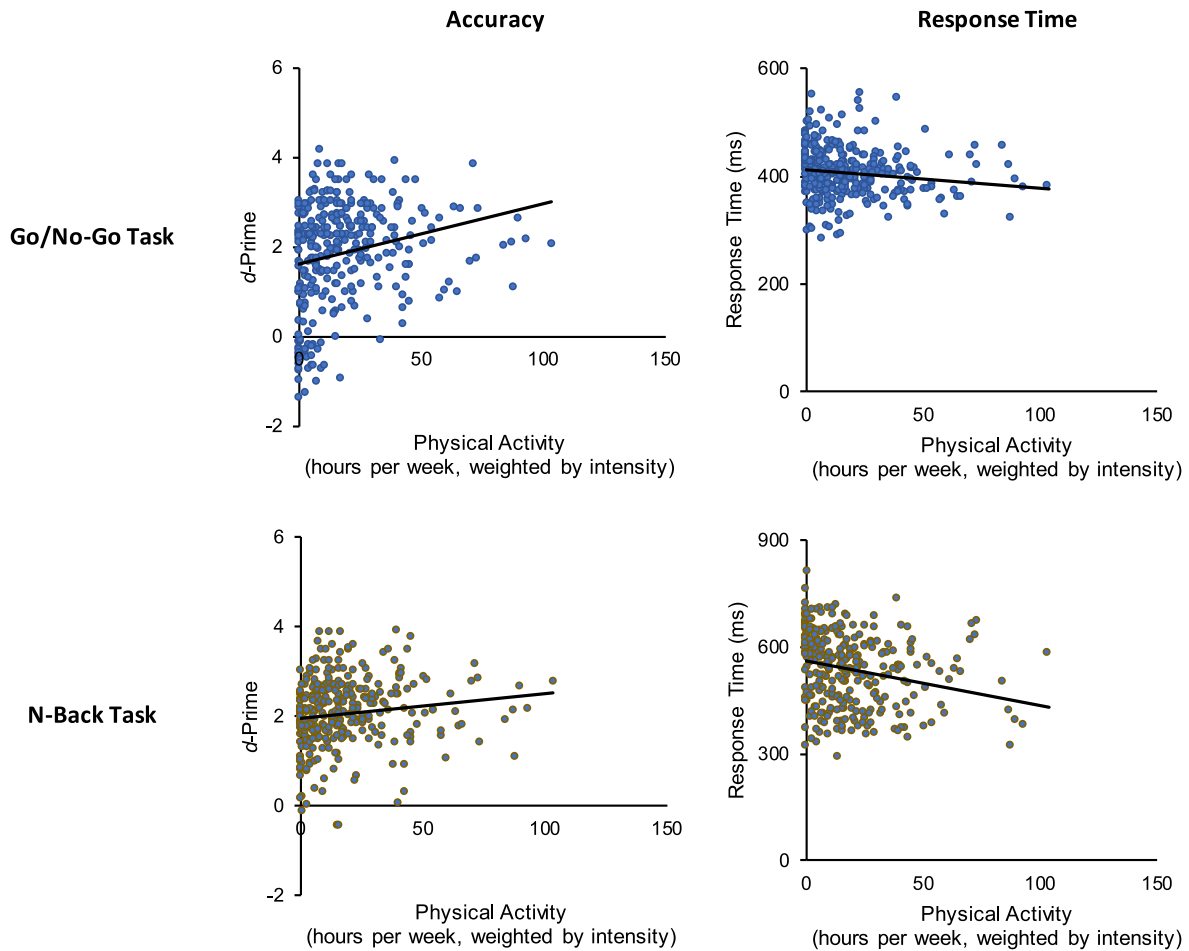 Accuracy
Response Time
Go/No-Go Task
6
4
2
0
-2
d-Prime
0
50
100
150
Physical Activity
(hours per week, weighted by intensity)
600
400
200
0
Response Time (ms)
0
50
100
150
Physical Activity
(hours per week, weighted by intensity)
N-Back Task
6
4
2
0
-2
d-Prime
0
50
100
150
Physical Activity
(hours per week, weighted by intensity)
900
600
300
0
Response Time (ms)
0
50
100
150
Physical Activity
(hours per week, weighted by intensity)